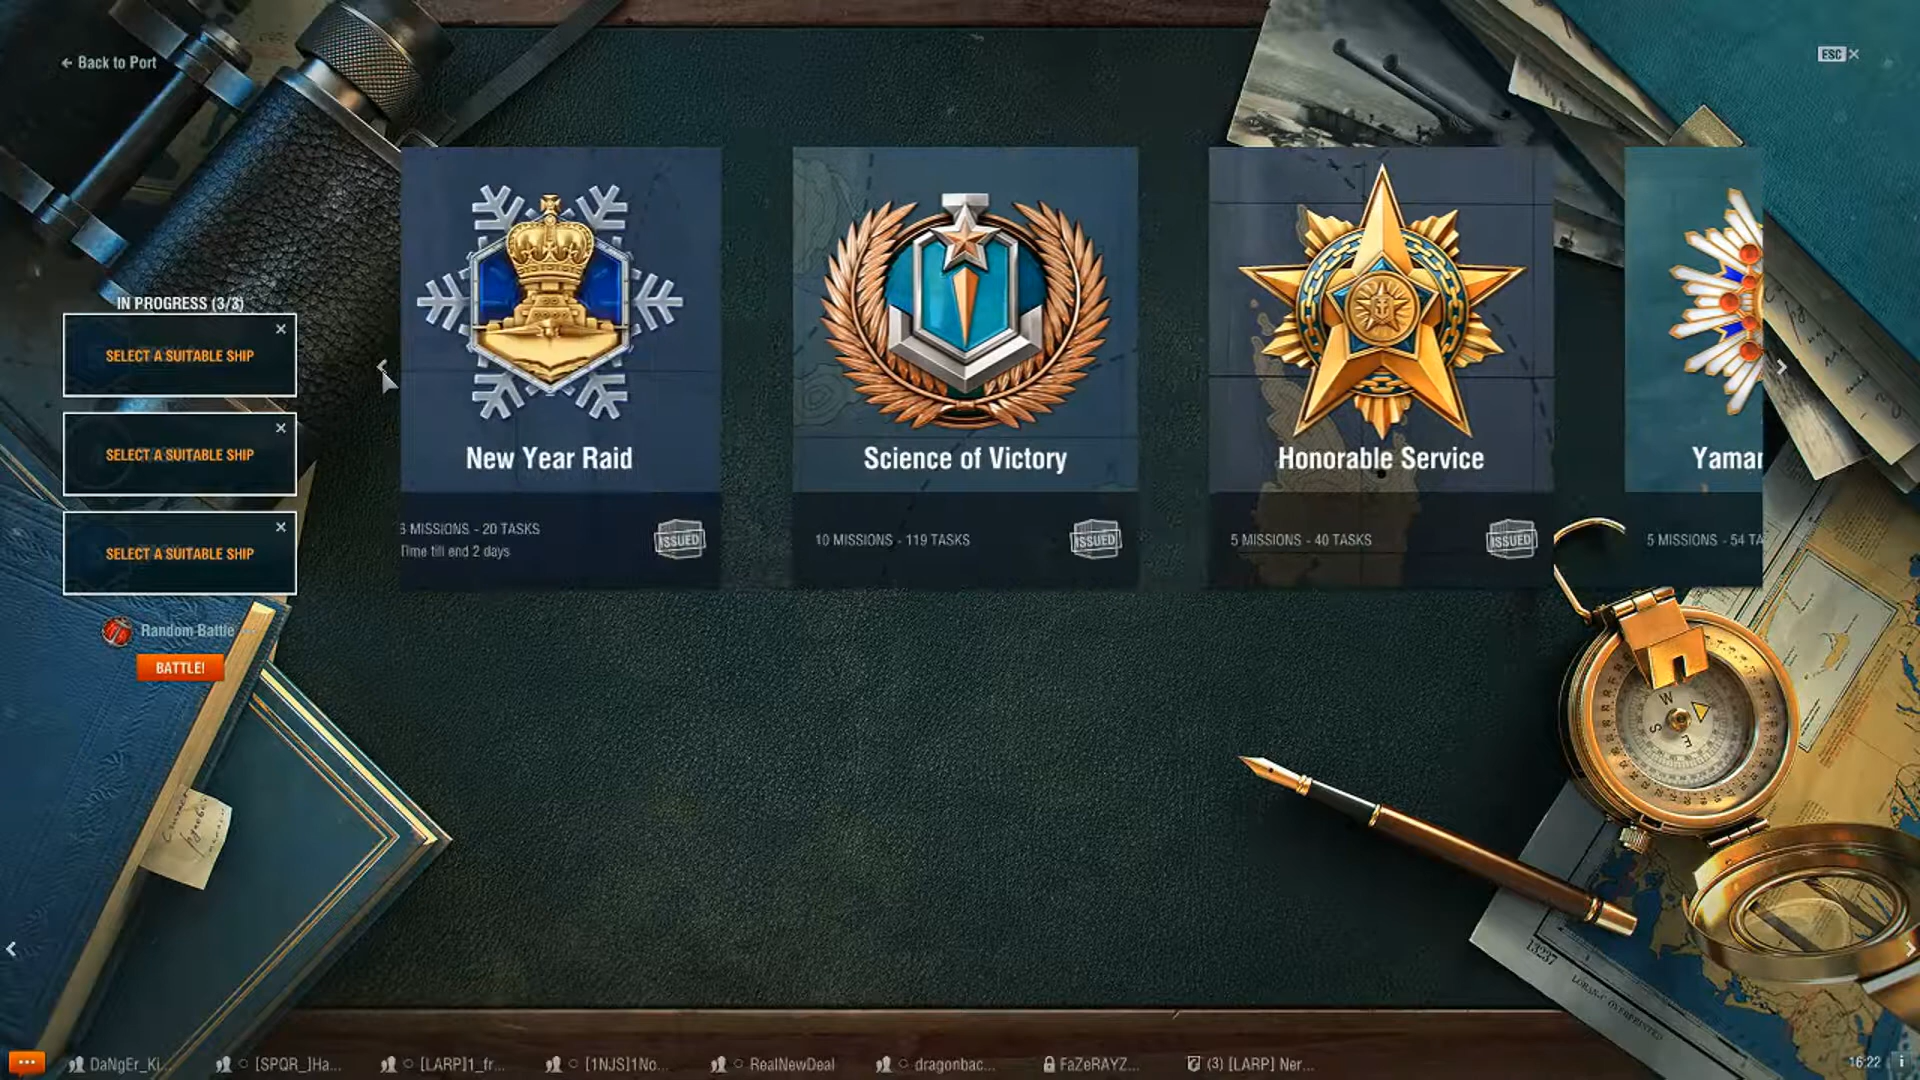 ← Back to Port
ESC ×
IN PROGRESS (3/3)
SELECT A SUITABLE SHIP
SELECT A SUITABLE SHIP
SELECT A SUITABLE SHIP
Random Battle
BATTLE!
New Year Raid
MISSIONS - 20 TASKS
Time till end 2 days
ISSUED
Science of Victory
10 MISSIONS - 119 TASKS
ISSUED
Honorable Service
5 MISSIONS - 40 TASKS
ISSUED
Yamar
5 MISSIONS - 54 TA
W
S
E
13237
DaNgEr_Ki...
[SPQR_]Ha...
[LARP]1_fr...
[1NJS]1No...
RealNewDeal
dragonbac...
FaZeRAYZ...
(3) [LARP] Ner...
16:22